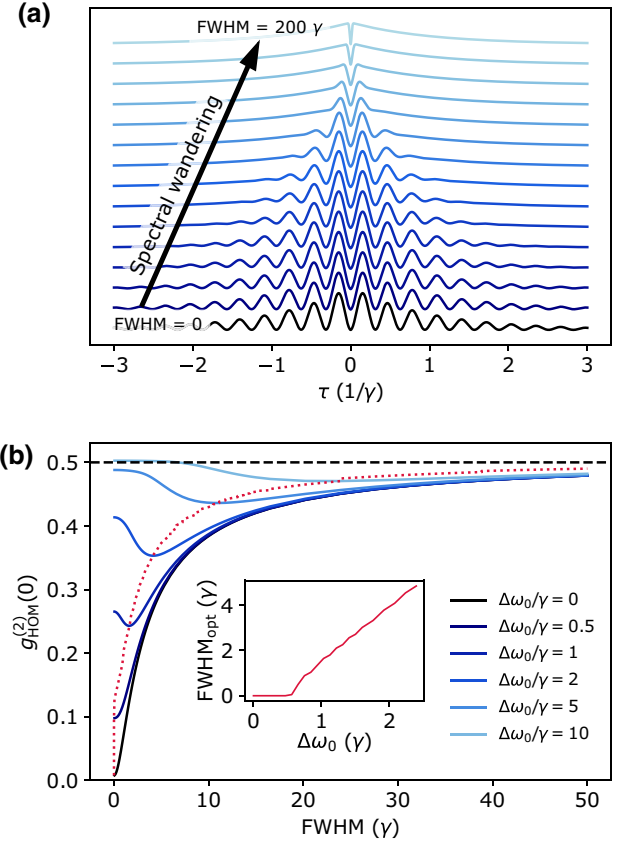 (a)
FWHM = 200 γ
Spectral wandering
FWHM = 0
−3 −2 −1 0 1 2 3
τ (1/γ)
(b)
0.5
0.4
0.3
0.2
0.1
0.0
g(2)HOM(0)
4
2
0
FWHMopt (γ)
0 1 2
Δω0 (γ)
Δω0/γ = 0
Δω0/γ = 0.5
Δω0/γ = 1
Δω0/γ = 2
Δω0/γ = 5
Δω0/γ = 10
0 10 20 30 40 50
FWHM (γ)